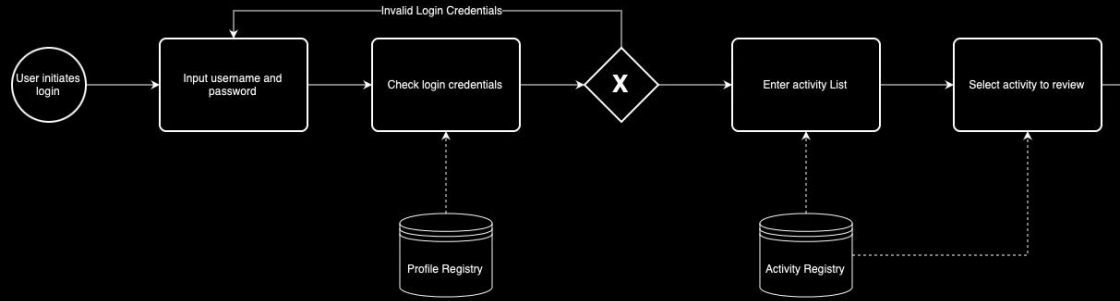 Invalid Login Credentials
User initiates
login
Input username and
password
Check login credentials
X
Enter activity List
Select activity to review
Profile Registry
Activity Registry